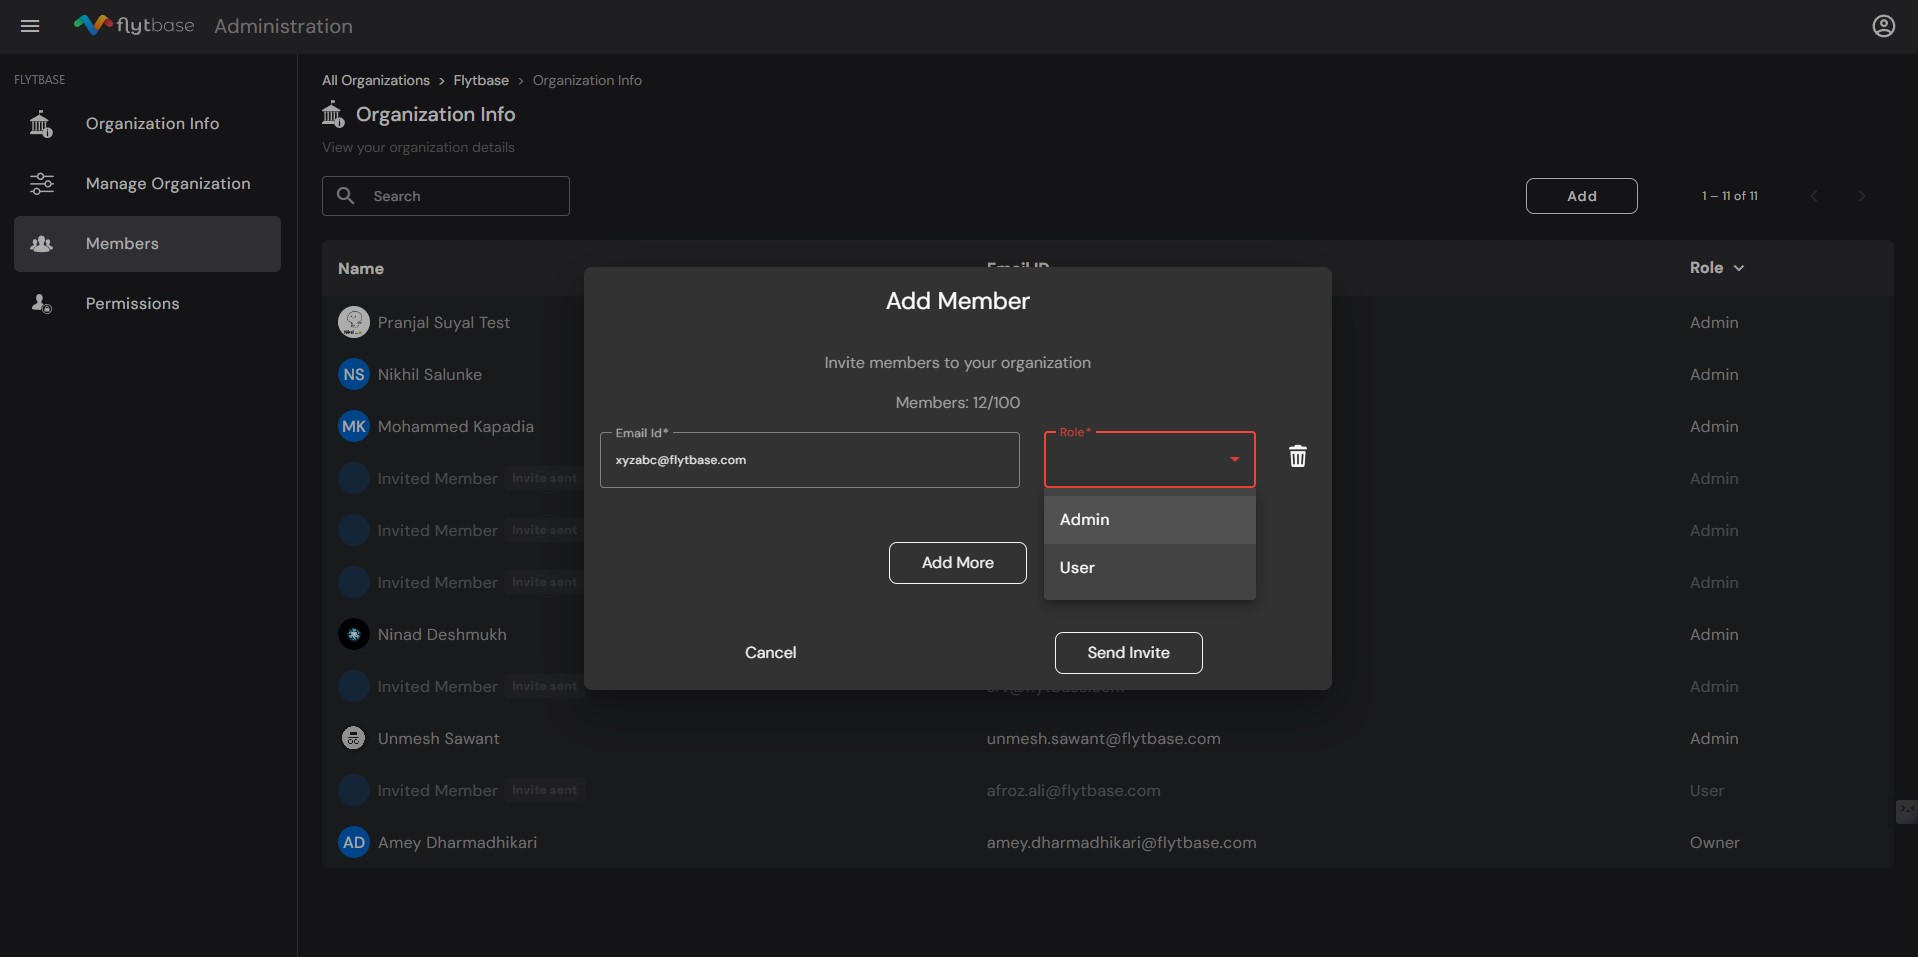 flytbase Administration
FLYTBASE
Organization Info
Manage Organization
Members
Permissions
All Organizations > Flytbase > Organization Info
Organization Info
View your organization details
Search
Add
1 – 11 of 11
Name Email ID Role
Pranjal Suyal Test Admin
NS Nikhil Salunke Admin
MK Mohammed Kapadia Admin
Invited Member Invite sent Admin
Invited Member Invite sent Admin
Invited Member Invite sent Admin
Ninad Deshmukh Admin
Invited Member Invite sent Admin
Unmesh Sawant unmesh.sawant@flytbase.com Admin
Invited Member Invite sent afroz.ali@flytbase.com User
AD Amey Dharmadhikari amey.dharmadhikari@flytbase.com Owner
Add Member
Invite members to your organization
Members: 12/100
Email Id*
xyzabc@flytbase.com
Role*
Admin
User
Add More
Cancel
Send Invite